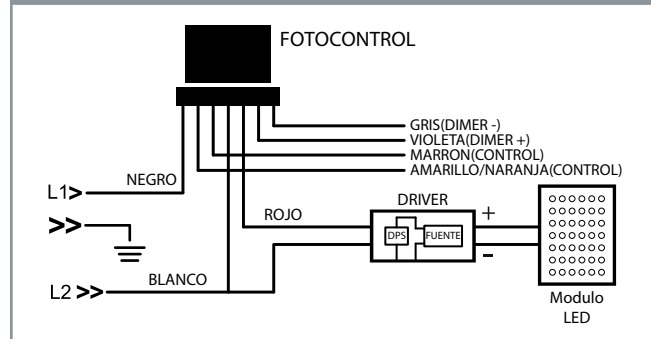 FOTOCONTROL
GRIS(DIMER -)
VIOLETA(DIMER +)
MARRON(CONTROL)
AMARILLO/NARANJA(CONTROL)
NEGRO
L1>
>>
ROJO
DRIVER
DPS
FUENTE
+
-
BLANCO
L2 >>
Modulo
LED